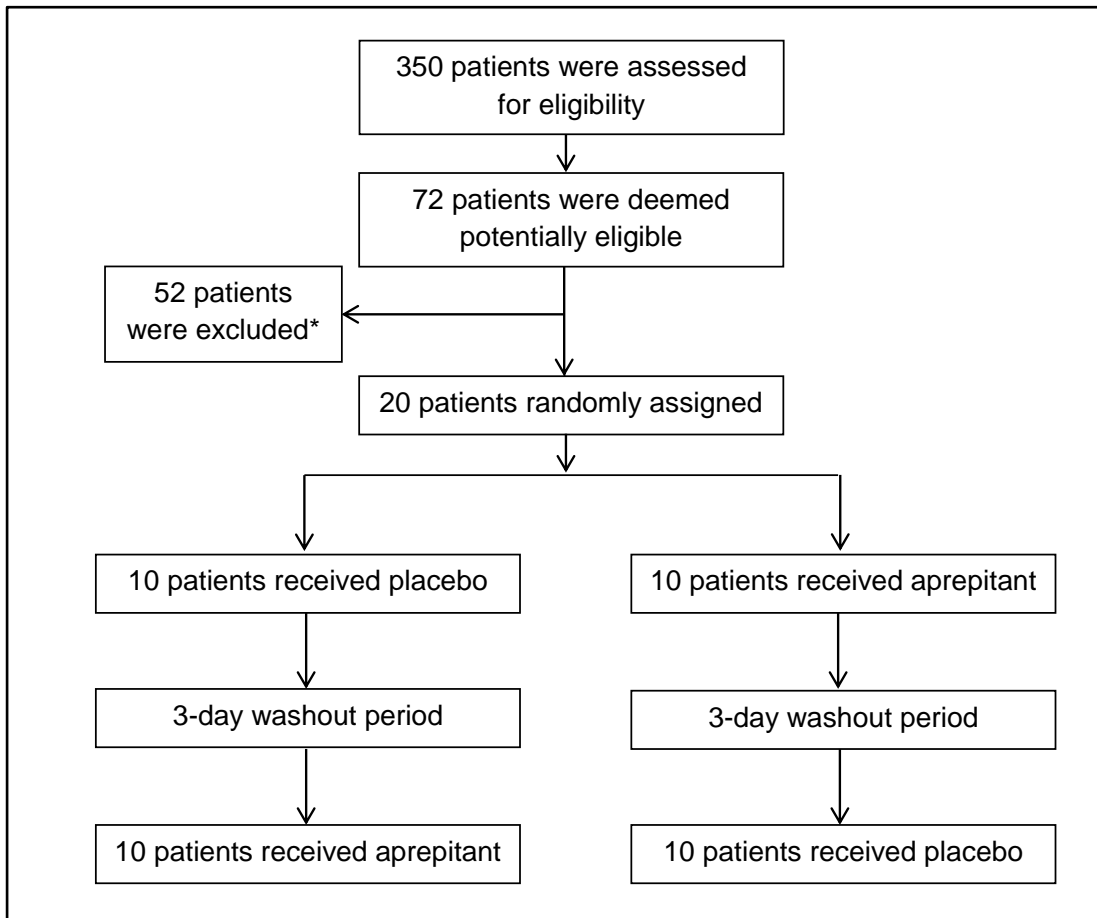 350 patients were assessed
for eligibility
72 patients were deemed
potentially eligible
52 patients
were excluded*
20 patients randomly assigned
10 patients received placebo
10 patients received aprepitant
3-day washout period
3-day washout period
10 patients received aprepitant
10 patients received placebo